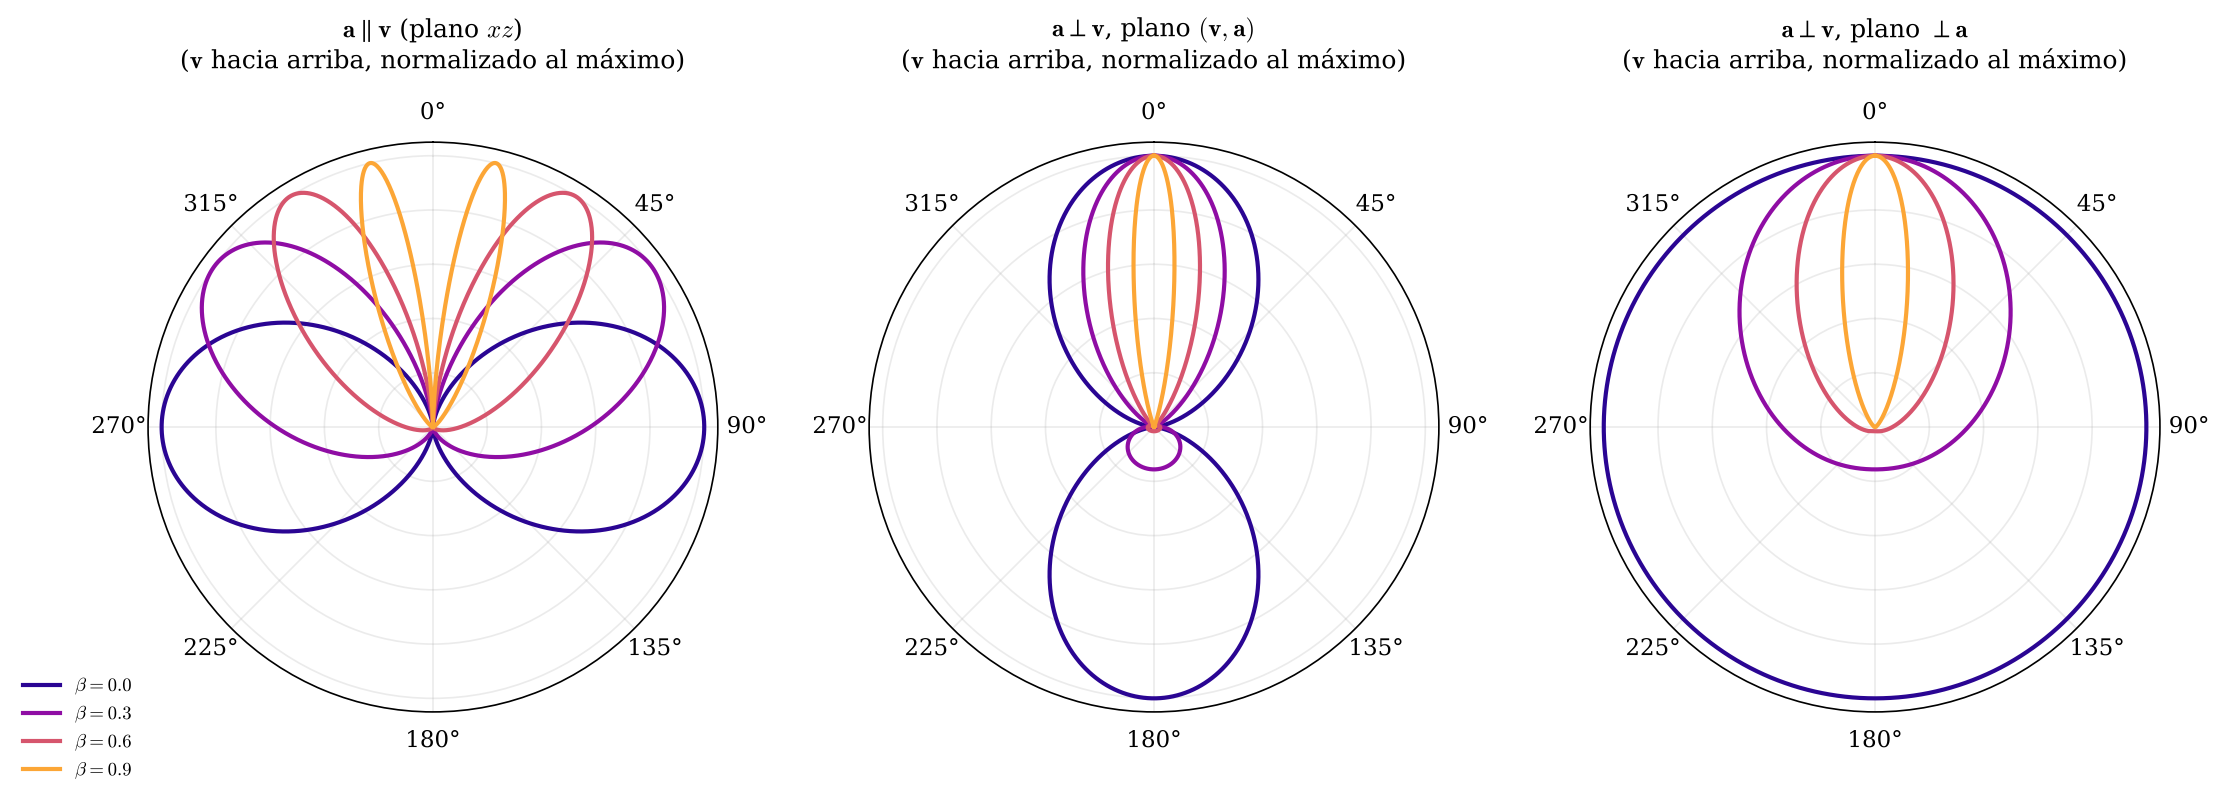 a ∥ v (plano xz)
(v hacia arriba, normalizado al máximo)
0°
45°
90°
135°
180°
225°
270°
315°
a ⊥ v, plano (v, a)
(v hacia arriba, normalizado al máximo)
0°
45°
90°
135°
180°
225°
270°
315°
a ⊥ v, plano ⊥ a
(v hacia arriba, normalizado al máximo)
0°
45°
90°
135°
180°
225°
270°
315°
β = 0.0
β = 0.3
β = 0.6
β = 0.9